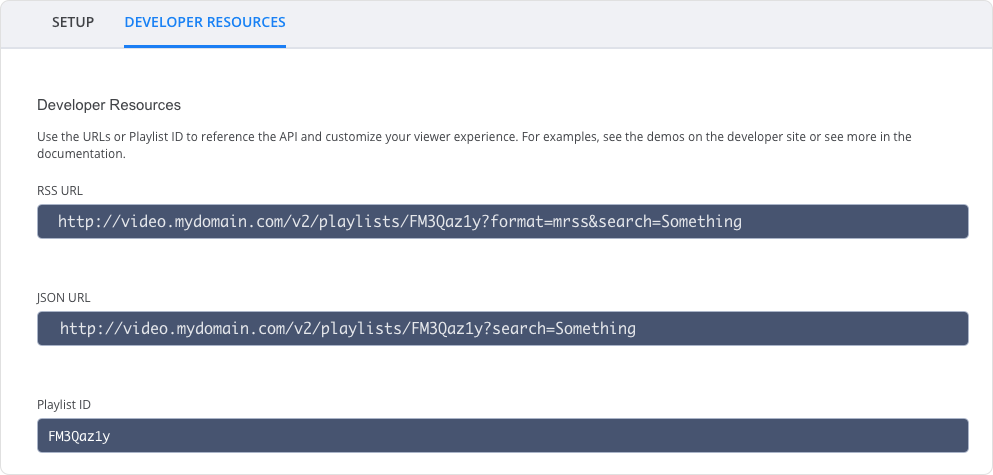 SETUP DEVELOPER RESOURCES
Developer Resources
Use the URLs or Playlist ID to reference the API and customize your viewer experience. For examples, see the demos on the developer site or see more in the
documentation.
RSS URL
http://video.mydomain.com/v2/playlists/FM3Qaz1y?format=mrss&search=Something
JSON URL
http://video.mydomain.com/v2/playlists/FM3Qaz1y?search=Something
Playlist ID
FM3Qaz1y